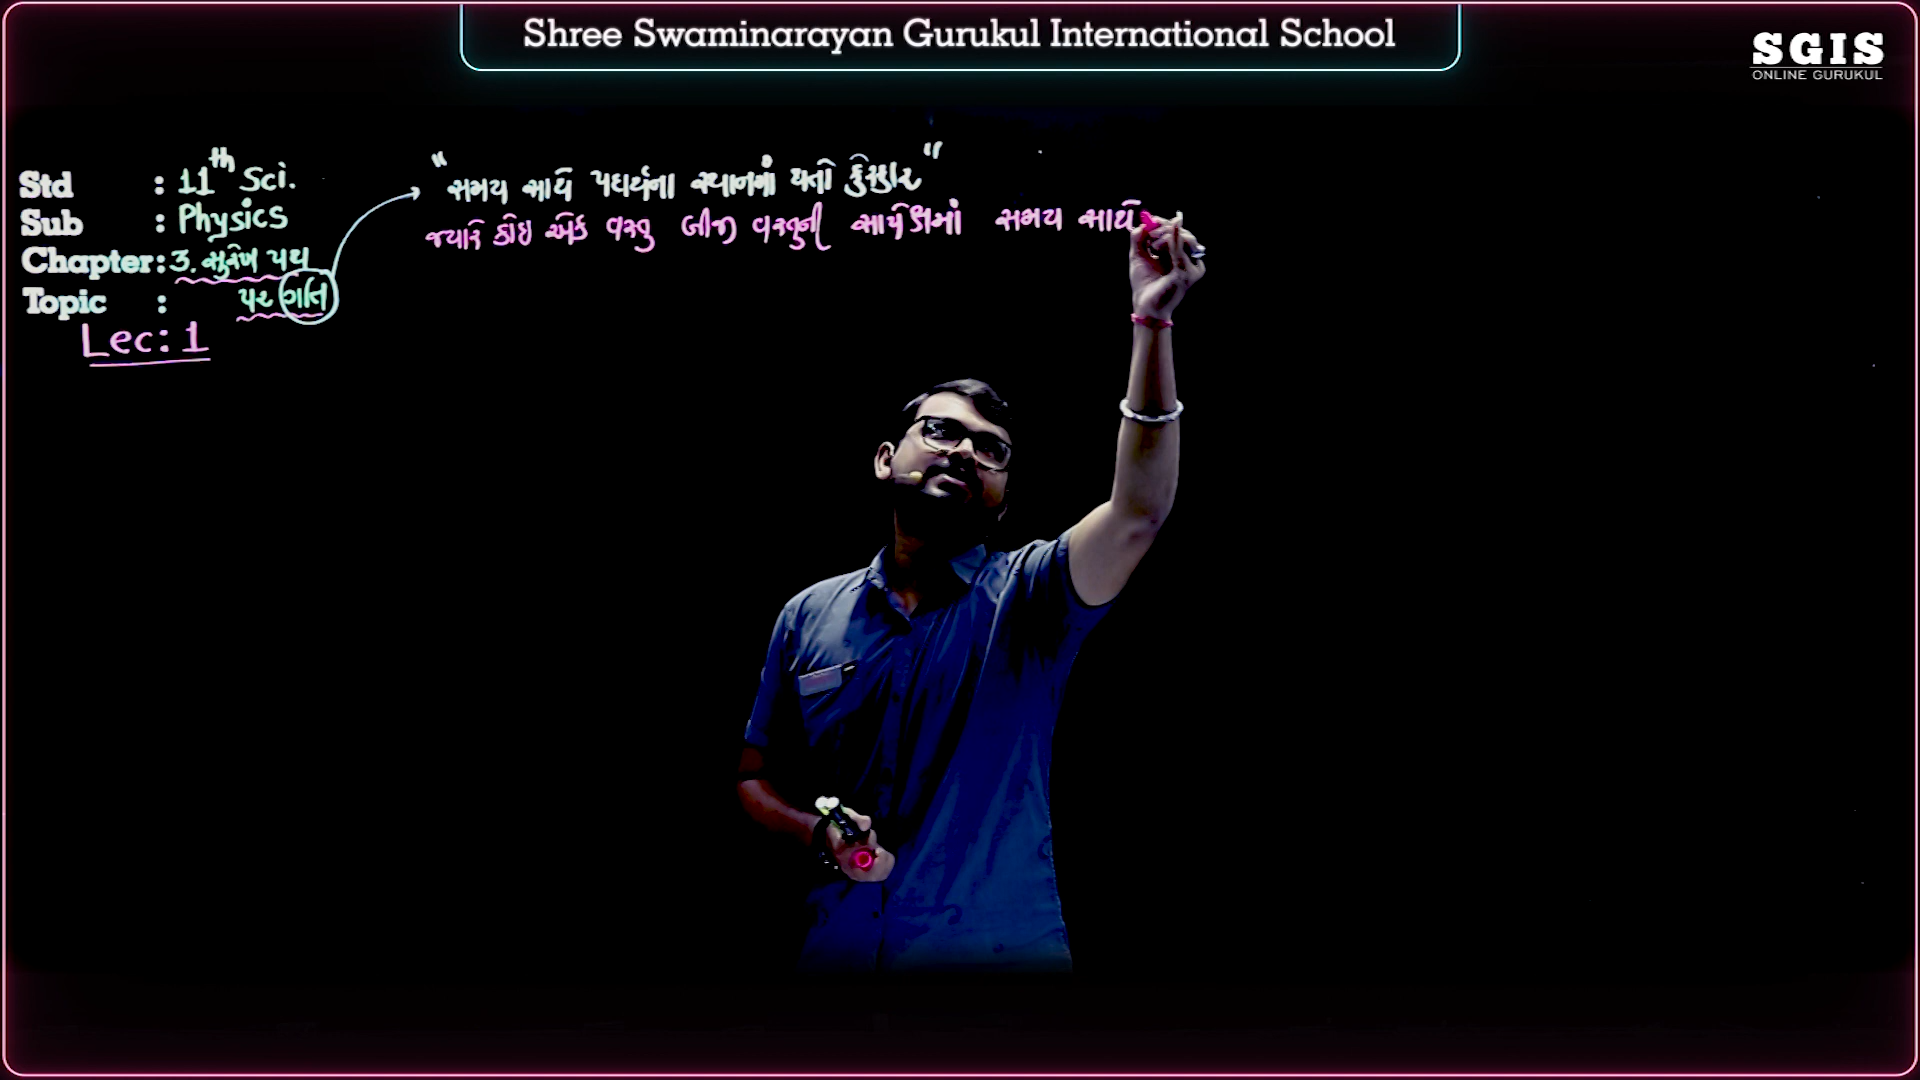 Shree Swaminarayan Gurukul International School
SGIS
ONLINE GURUKUL
Std : 11th Sci.
Sub : Physics
Chapter: 3. સુરેખ પથ
Topic : પર ગતિ
Lec: 1
"સમય સાથે પદાર્થના સ્થાનમાં થતો ફેરફાર"
જ્યારે કોઇ એક વસ્તુ બીજી વસ્તુની સાપેક્ષમાં સમય સાથે